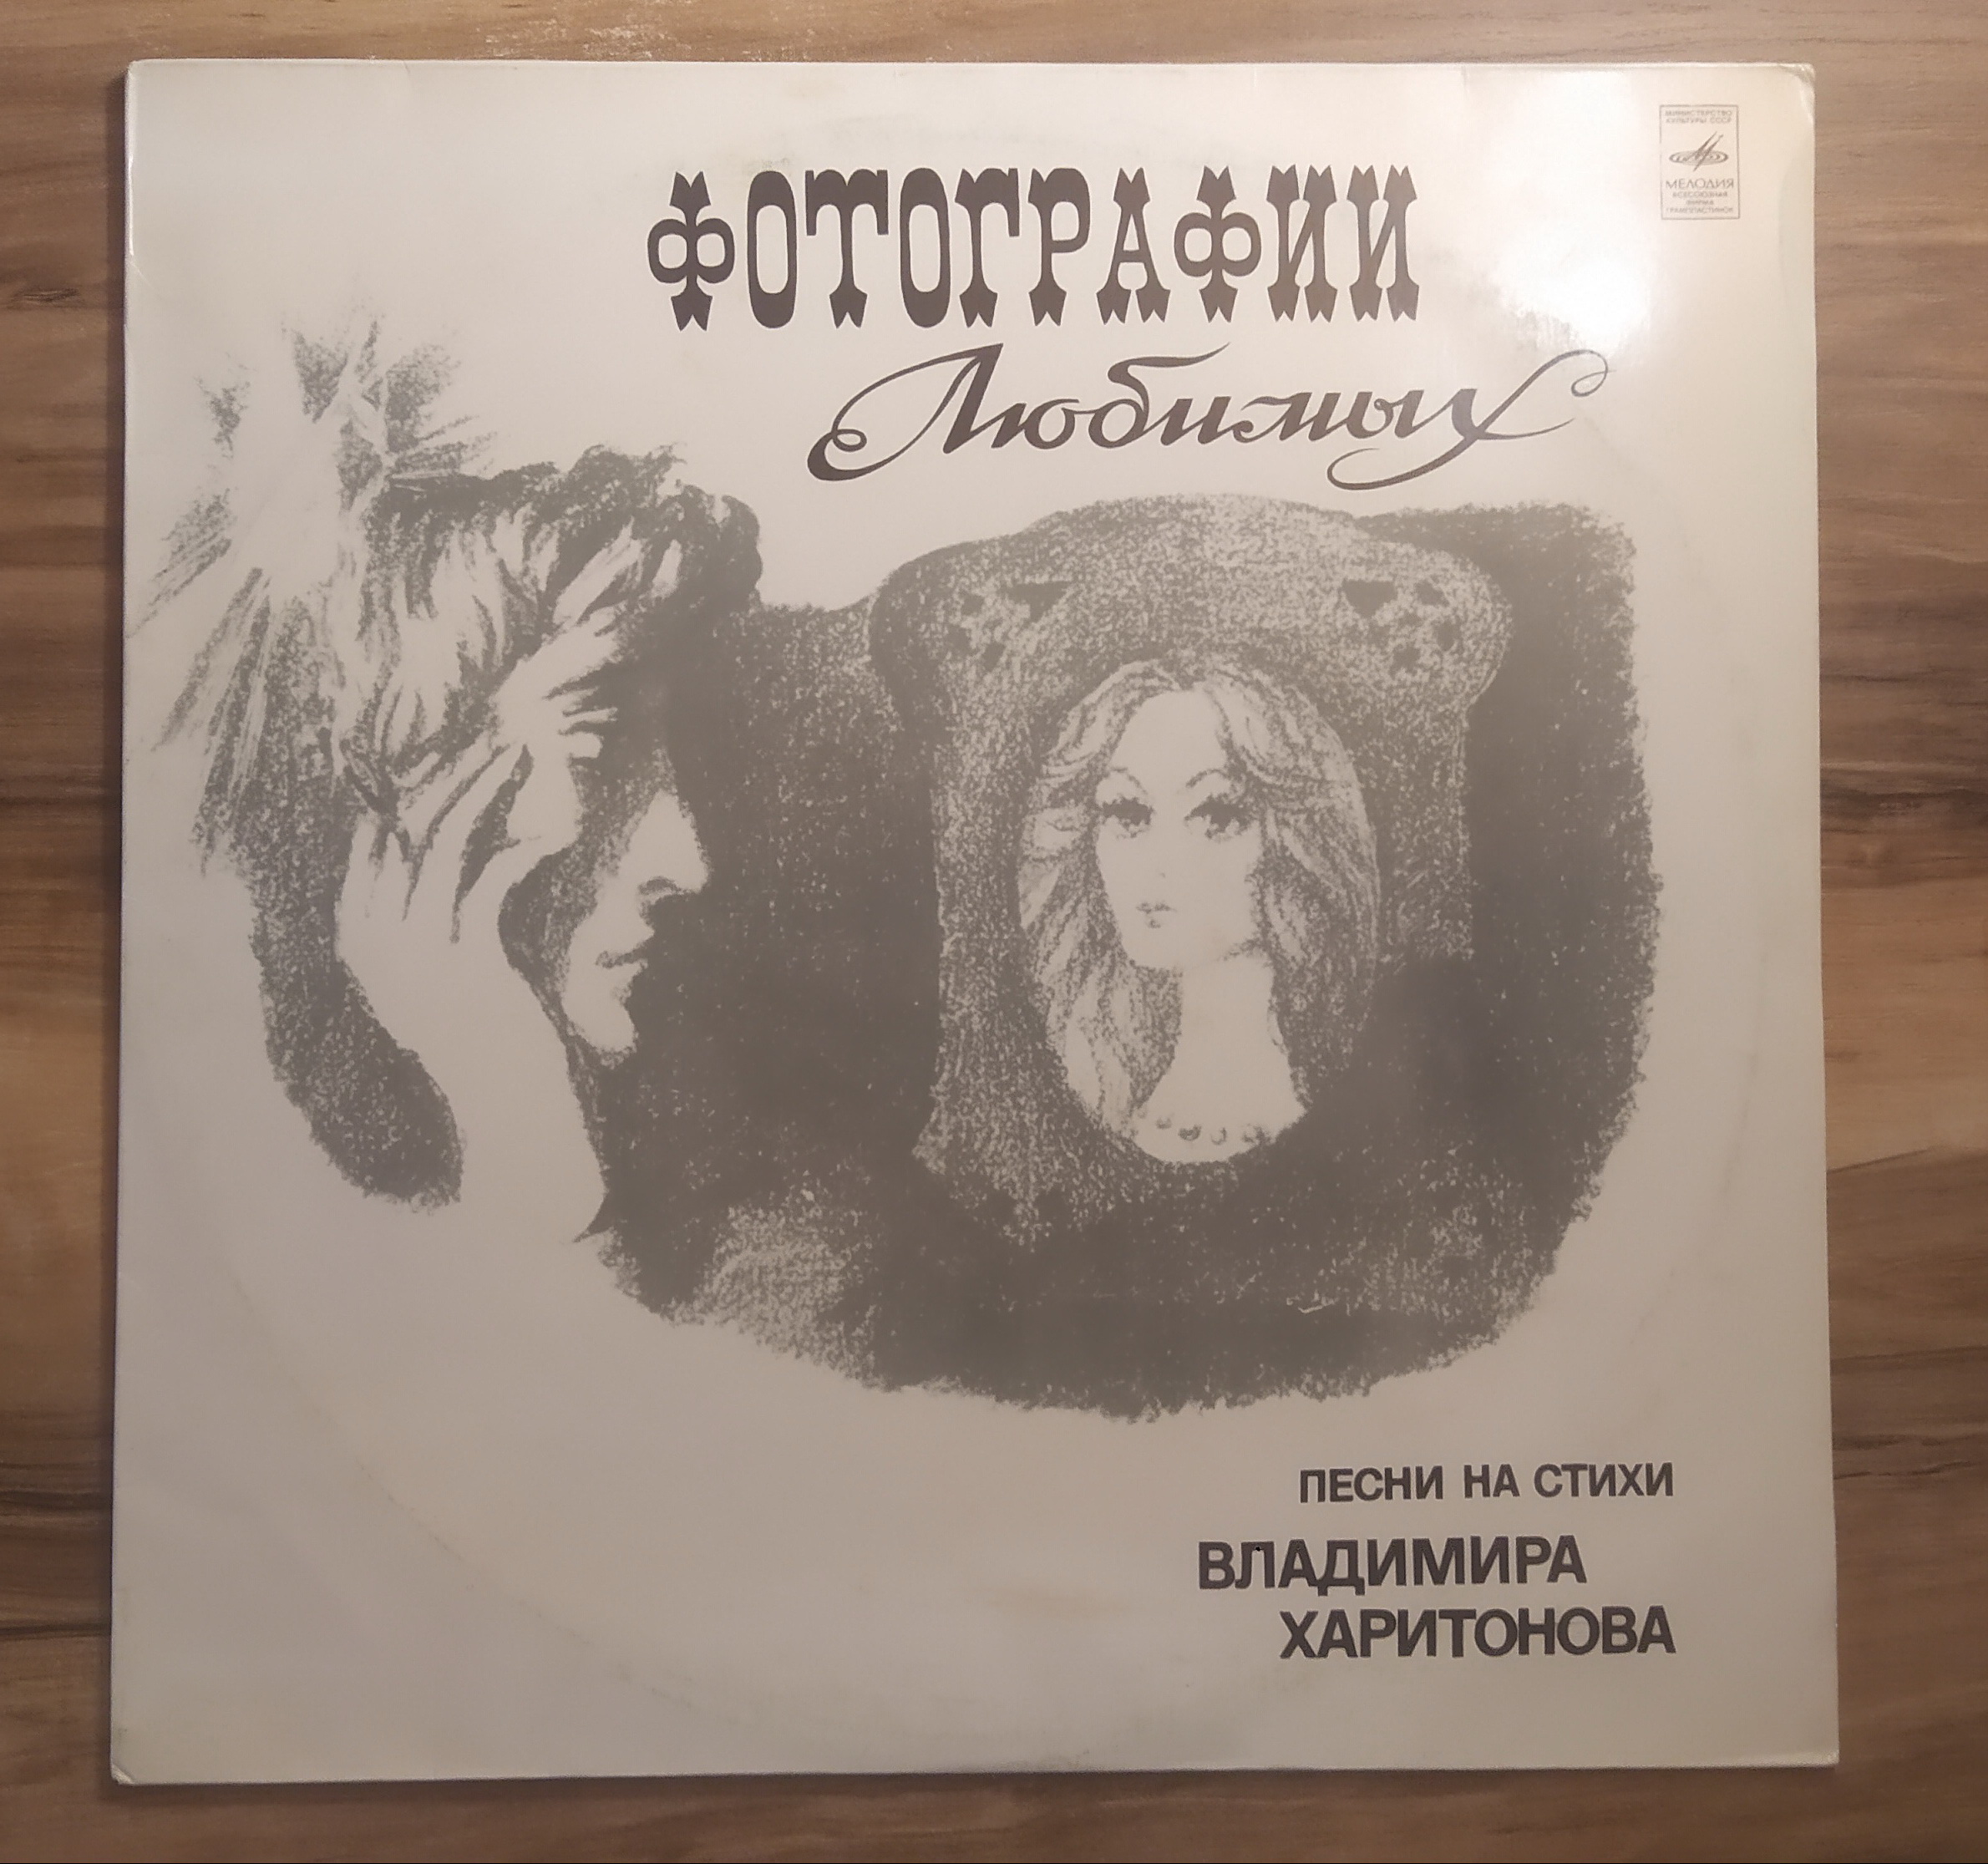 МИНИСТЕРСТВО
КУЛЬТУРЫ СССР
МЕЛОДИЯ
ВСЕСОЮЗНАЯ
ФИРМА
ГРАМПЛАСТИНОК
ФОТОГРАФИИ
Любимых
ПЕСНИ НА СТИХИ
ВЛАДИМИРА
ХАРИТОНОВА